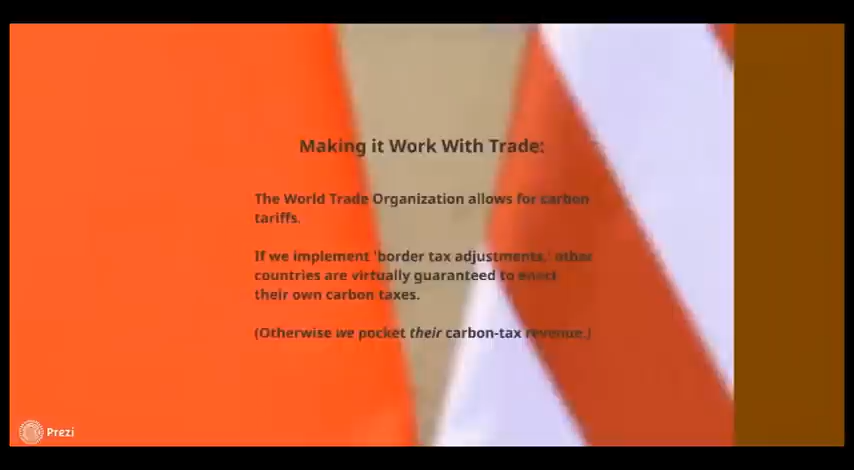 Making it Work With Trade:
The World Trade Organization allows for carbon
tariffs.
If we implement 'border tax adjustments,' other
countries are virtually guaranteed to enact
their own carbon taxes.
(Otherwise we pocket their carbon-tax revenue.)
Prezi